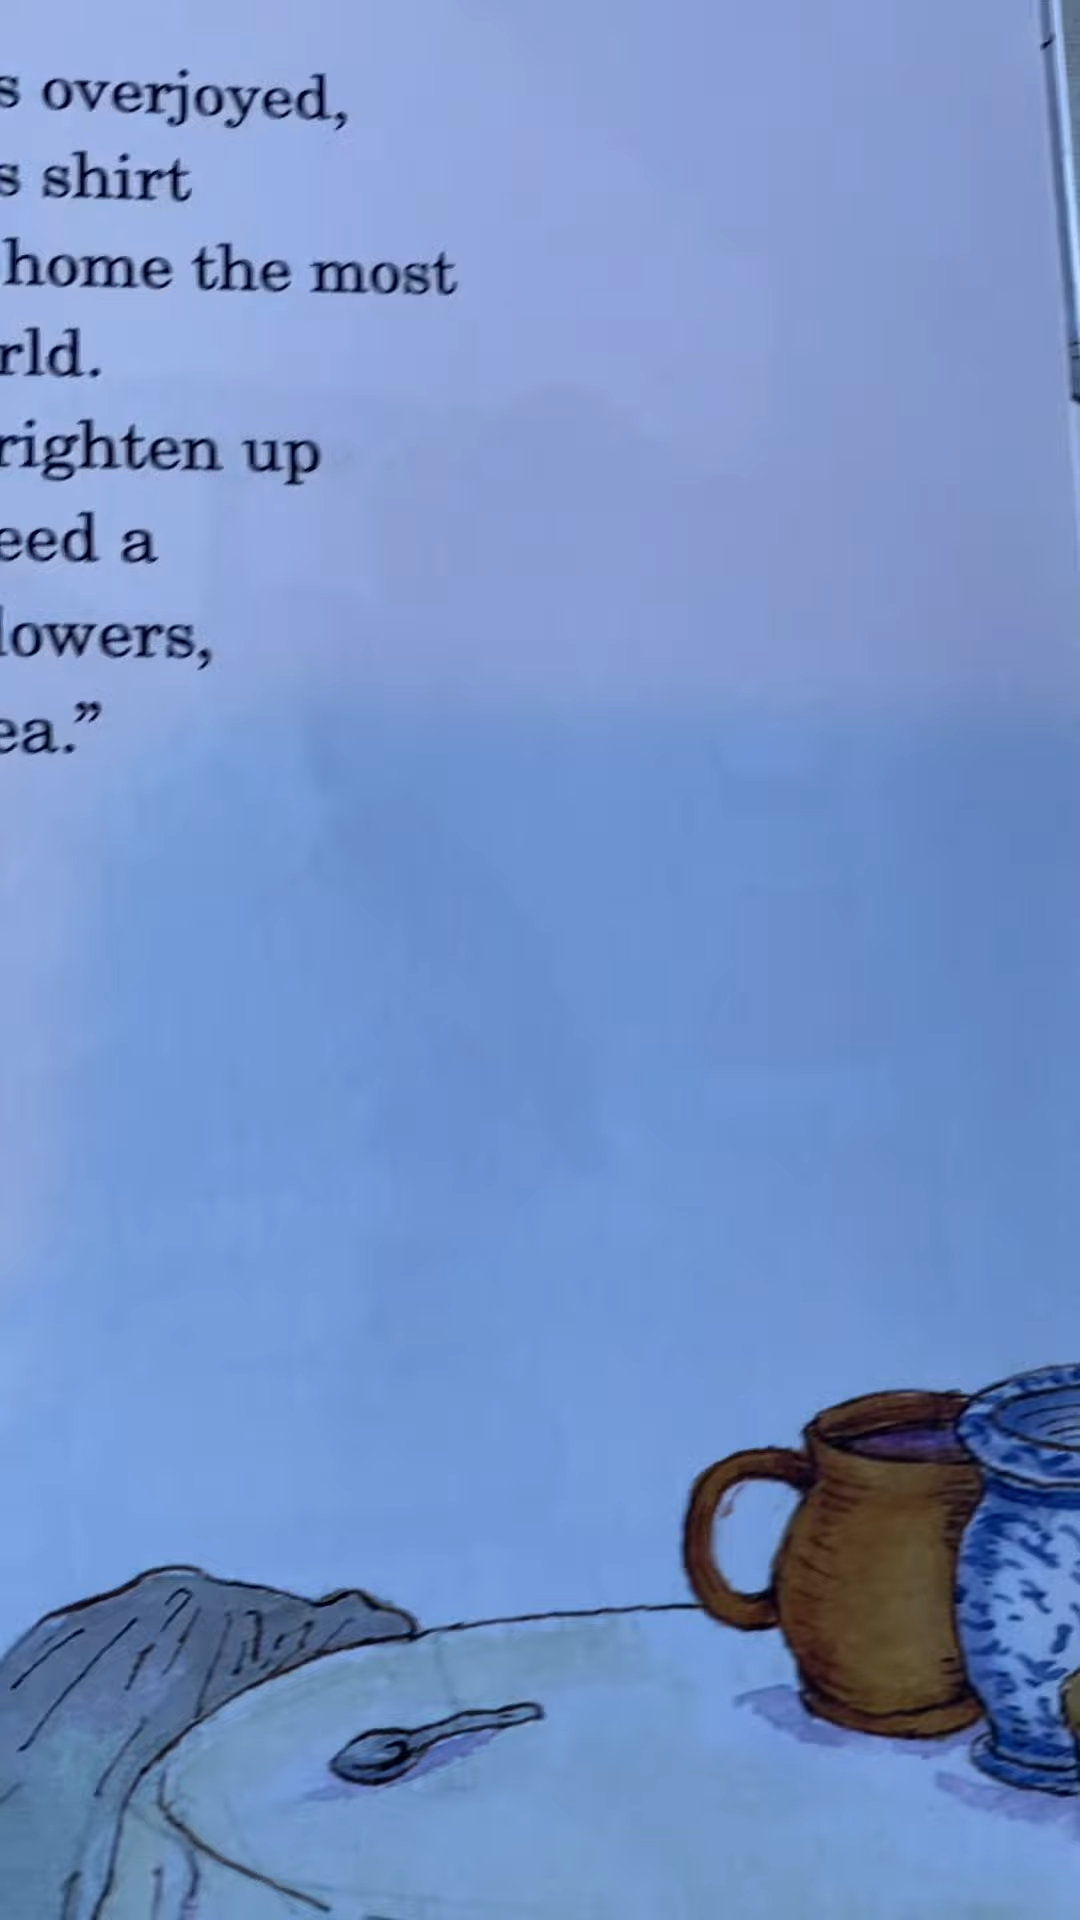 s overjoyed,
s shirt
home the most
rld.
righten up
eed a
lowers,
ea.”